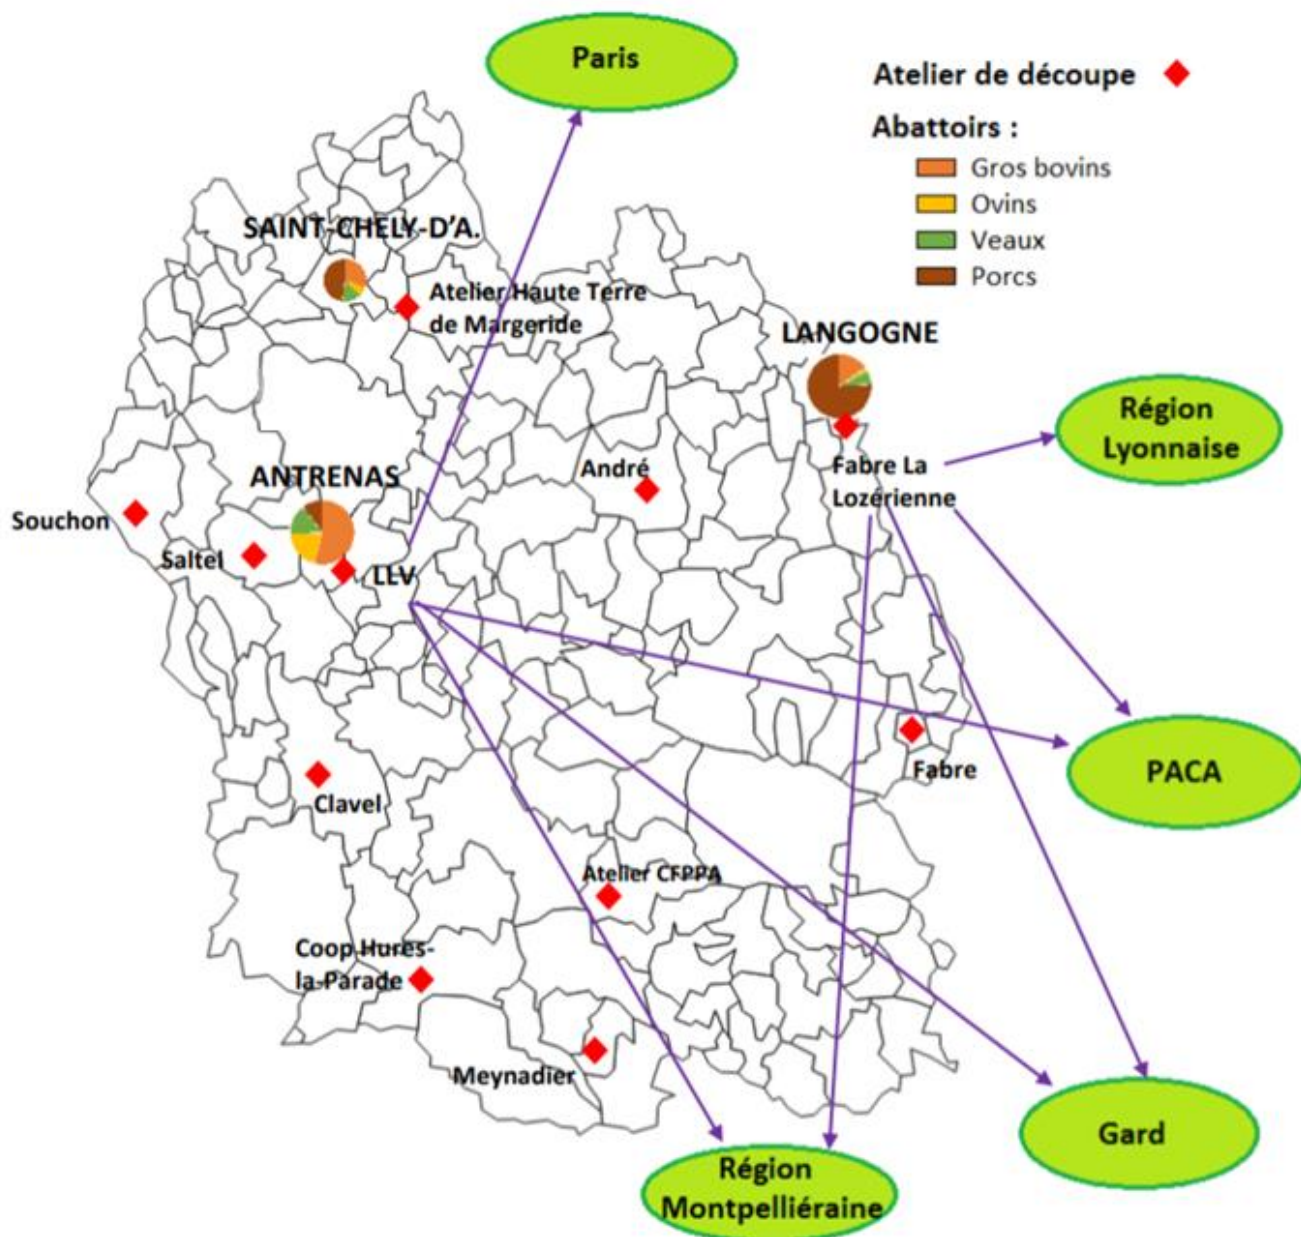 Paris
Atelier de découpe
Abattoirs :
Gros bovins
Ovins
Veaux
Porcs
SAINT-CHELY-D'A.
Atelier Haute Terre
de Margeride
LANGOGNE
Région
Lyonnaise
Fabre La
Lozérienne
André
ANTRENAS
Souchon
Saltel
LLV
PACA
Fabre
Clavel
Atelier CFPPA
Coop Hures-
la-Parade
Meynadier
Gard
Région
Montpelliéraine